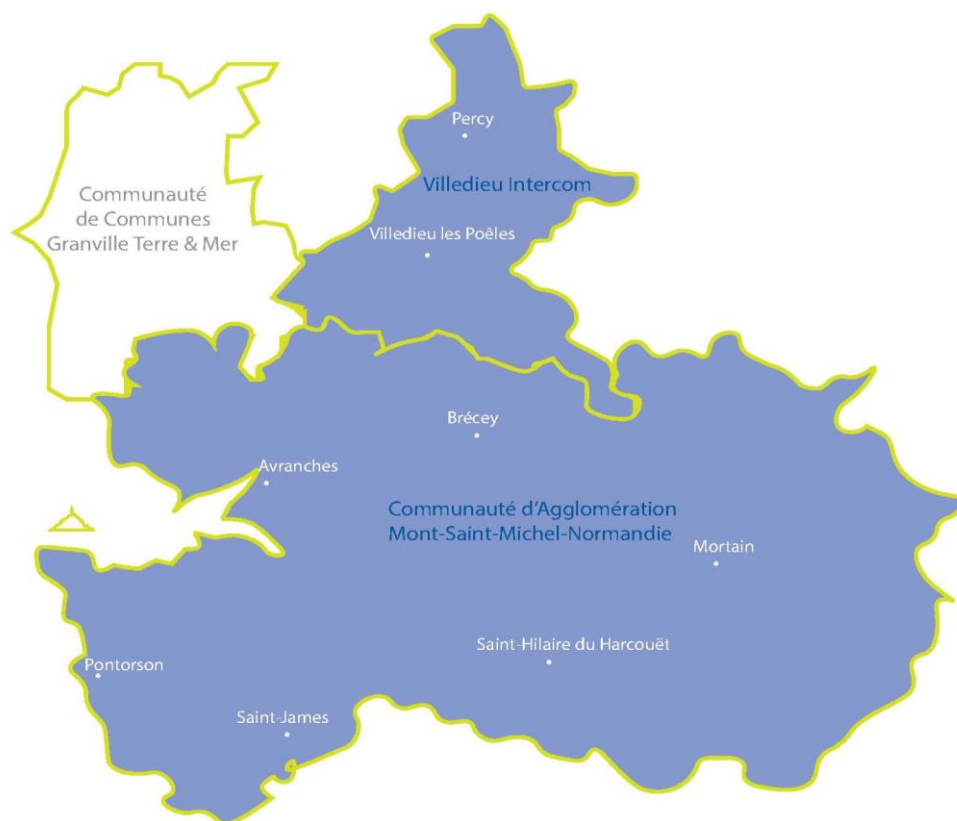 Percy
Villedieu Intercom
Communauté
de Communes
Granville Terre & Mer
Villedieu les Poêles
Brécey
Avranches
Communauté d'Agglomération
Mont-Saint-Michel-Normandie
Mortain
Saint-Hilaire du Harcouët
Pontorson
Saint-James